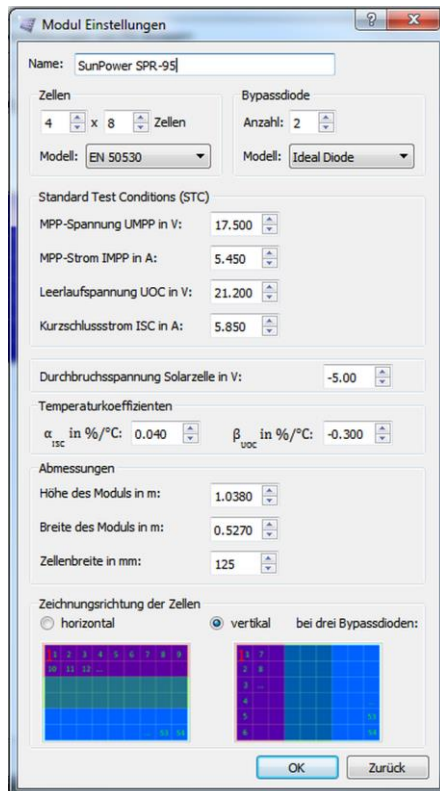 Modul Einstellungen
Name: SunPower SPR-95
Zellen
4 x 8 Zellen
Modell: EN 50530
Bypassdiode
Anzahl: 2
Modell: Ideal Diode
Standard Test Conditions (STC)
MPP-Spannung UMPP in V: 17.500
MPP-Strom IMPP in A: 5.450
Leerlaufspannung UOC in V: 21.200
Kurzschlussstrom ISC in A: 5.850
Durchbruchsspannung Solarzelle in V: -5.00
Temperaturkoeffizienten
α ISC in %/°C: 0.040 β UOC in %/°C: -0.300
Abmessungen
Höhe des Moduls in m: 1.0380
Breite des Moduls in m: 0.5270
Zellenbreite in mm: 125
Zeichnungsrichtung der Zellen
horizontal vertikal bei drei Bypassdioden:
1 2 3 4 5 6 7 8 9
10 11 12 ...
... 53 54
1 7
2 8
3 ...
4
5 53
6 54
OK Zurück